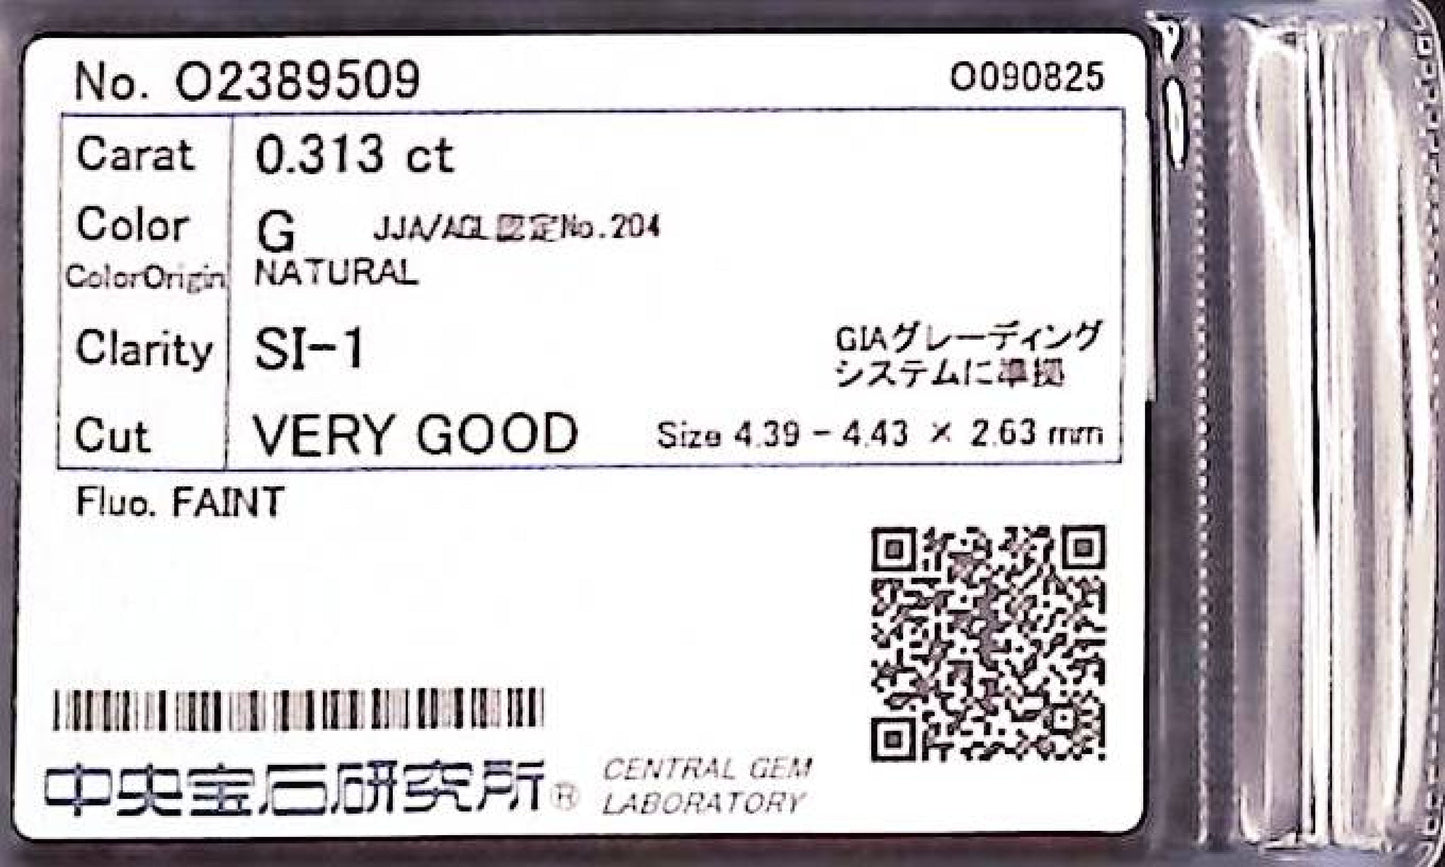 No. O2389509
O090825
Carat 0.313 ct
Color G JJA/AGL認定No.204
ColorOrigin NATURAL
Clarity SI-1
GIAグレーディング
システムに準拠
Cut VERY GOOD Size 4.39 - 4.43 × 2.63 mm
Fluo. FAINT
中央宝石研究所® CENTRAL GEM
LABORATORY